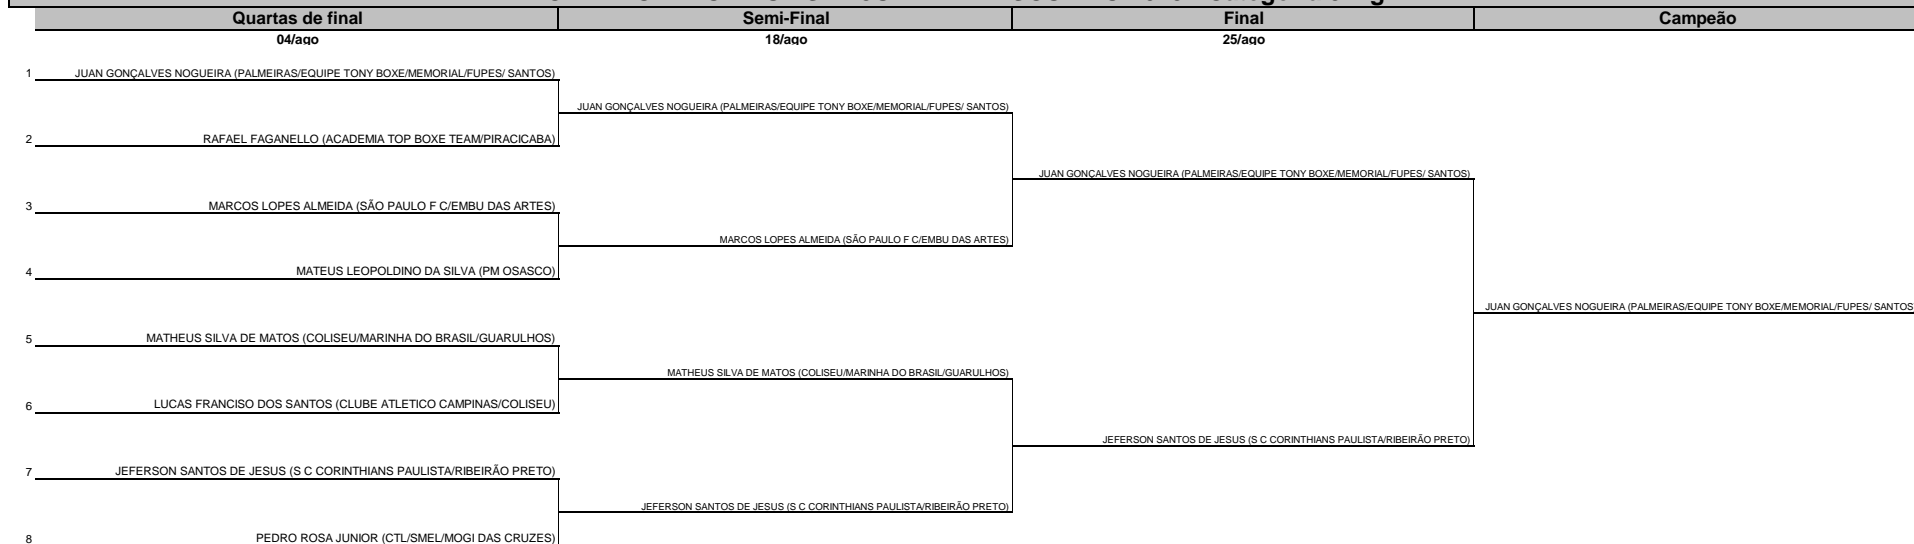 Quartas de final Semi-Final Final Campeão
04/ago 18/ago 25/ago
1 JUAN GONÇALVES NOGUEIRA (PALMEIRAS/EQUIPE TONY BOXE/MEMORIAL/FUPES/ SANTOS)
JUAN GONÇALVES NOGUEIRA (PALMEIRAS/EQUIPE TONY BOXE/MEMORIAL/FUPES/ SANTOS)
2 RAFAEL FAGANELLO (ACADEMIA TOP BOXE TEAM/PIRACICABA)
JUAN GONÇALVES NOGUEIRA (PALMEIRAS/EQUIPE TONY BOXE/MEMORIAL/FUPES/ SANTOS)
3 MARCOS LOPES ALMEIDA (SÃO PAULO F C/EMBU DAS ARTES)
MARCOS LOPES ALMEIDA (SÃO PAULO F C/EMBU DAS ARTES)
4 MATEUS LEOPOLDINO DA SILVA (PM OSASCO)
JUAN GONÇALVES NOGUEIRA (PALMEIRAS/EQUIPE TONY BOXE/MEMORIAL/FUPES/ SANTOS
5 MATHEUS SILVA DE MATOS (COLISEU/MARINHA DO BRASIL/GUARULHOS)
MATHEUS SILVA DE MATOS (COLISEU/MARINHA DO BRASIL/GUARULHOS)
6 LUCAS FRANCISO DOS SANTOS (CLUBE ATLETICO CAMPINAS/COLISEU)
JEFERSON SANTOS DE JESUS (S C CORINTHIANS PAULISTA/RIBEIRÃO PRETO)
7 JEFERSON SANTOS DE JESUS (S C CORINTHIANS PAULISTA/RIBEIRÃO PRETO)
JEFERSON SANTOS DE JESUS (S C CORINTHIANS PAULISTA/RIBEIRÃO PRETO)
8 PEDRO ROSA JUNIOR (CTL/SMEL/MOGI DAS CRUZES)